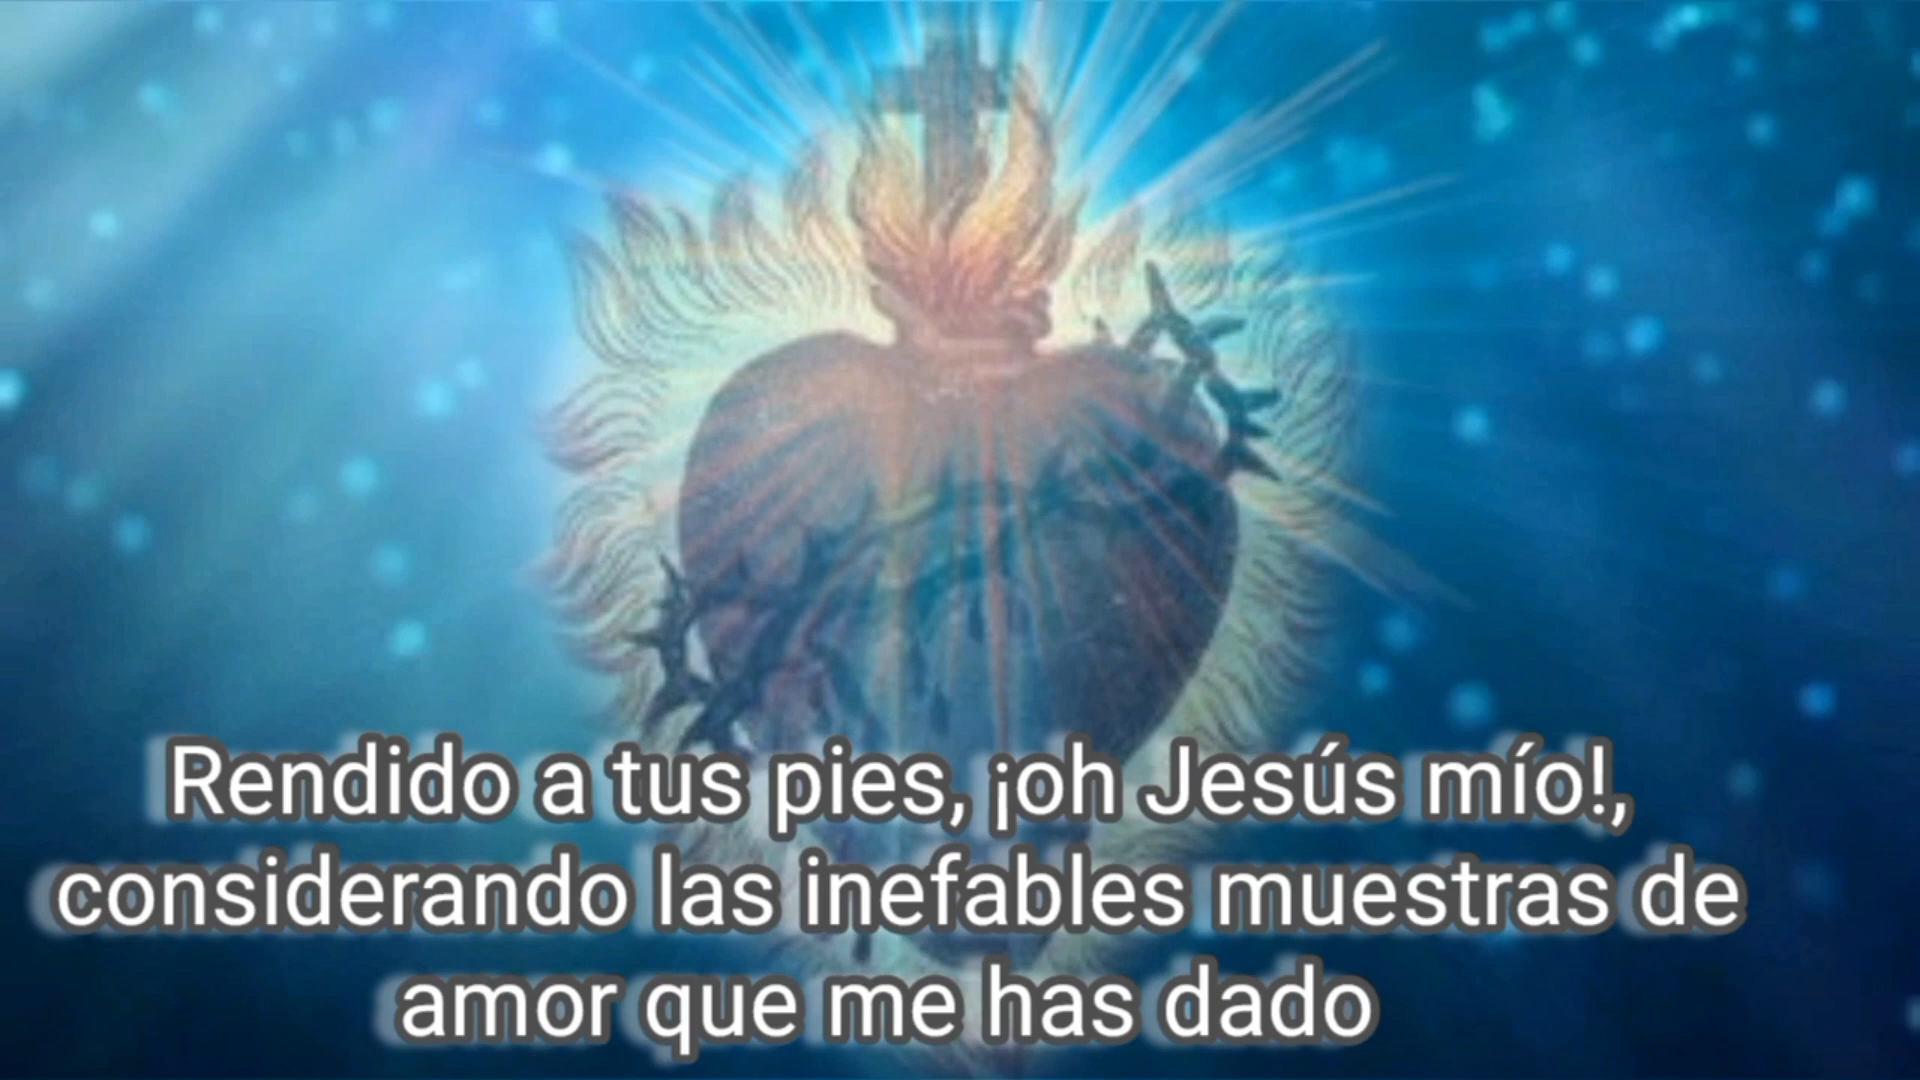 Rendido a tus pies, ¡oh Jesús mío!,
considerando las inefables muestras de
amor que me has dado